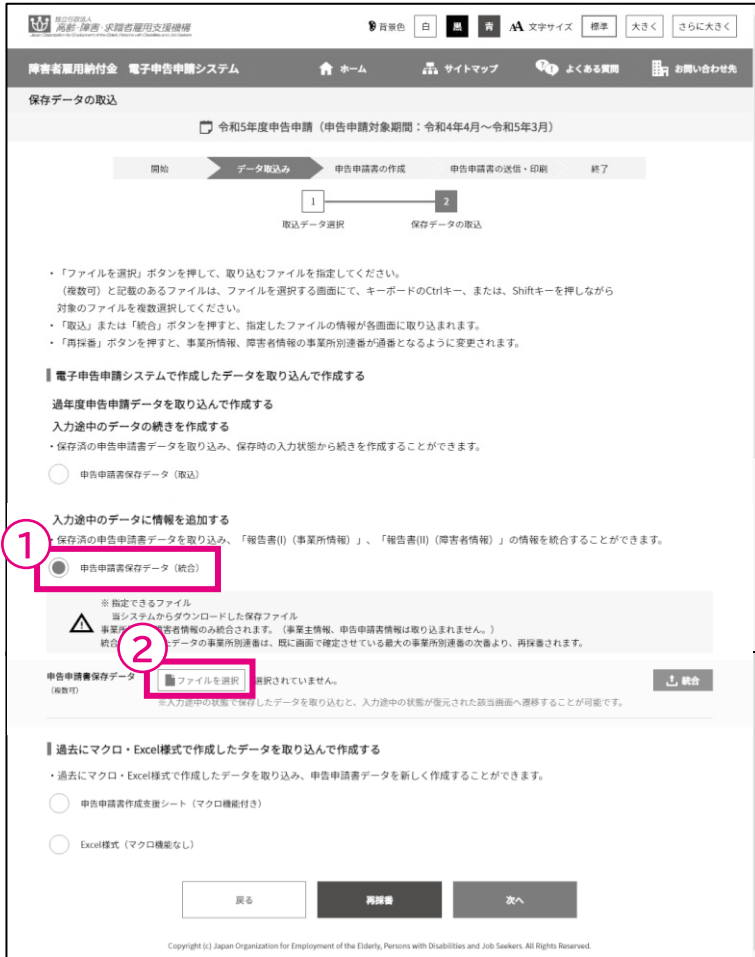 独立行政法人
高齢・障害・求職者雇用支援機構
Japan Organization for Employment of the Elderly, Persons with Disabilities and Job Seekers
背景色 白 黒 青 AA 文字サイズ 標準 大きく さらに大きく
障害者雇用納付金 電子申告申請システム ホーム サイトマップ よくある質問 お問い合わせ先
保存データの取込
令和5年度申告申請（申告申請対象期間：令和4年4月～令和5年3月）
開始 データ取込み 申告申請書の作成 申告申請書の送信・印刷 終了
1 2
取込データ選択 保存データの取込
・「ファイルを選択」ボタンを押して、取り込むファイルを指定してください。
（複数可）と記載のあるファイルは、ファイルを選択する画面にて、キーボードのCtrlキー、または、Shiftキーを押しながら
対象のファイルを複数選択してください。
・「取込」または「統合」ボタンを押すと、指定したファイルの情報が各画面に取り込まれます。
・「再採番」ボタンを押すと、事業所情報、障害者情報の事業所別連番が通番となるように変更されます。
電子申告申請システムで作成したデータを取り込んで作成する
過年度申告申請データを取り込んで作成する
入力途中のデータの続きを作成する
・保存済の申告申請書データを取り込み、保存時の入力状態から続きを作成することができます。
申告申請書保存データ（取込）
入力途中のデータに情報を追加する
1
保存済の申告申請書データを取り込み、「報告書(I)（事業所情報）」、「報告書(II)（障害者情報）」の情報を統合することができます。
申告申請書保存データ（統合）
※ 指定できるファイル
当システムからダウンロードした保存ファイル
事業所 障害者情報のみ統合されます。（事業主情報、申告申請書情報は取り込まれません。）
統合 たデータの事業所別連番は、既に画面で確定させている最大の事業所別連番の次番より、再採番されます。
2
申告申請書保存データ
（複数可）
ファイルを選択 選択されていません。 統合
※入力途中の状態で保存したデータを取り込むと、入力途中の状態が復元された該当画面へ遷移することが可能です。
過去にマクロ・Excel様式で作成したデータを取り込んで作成する
・過去にマクロ・Excel様式で作成したデータを取り込み、申告申請書データを新しく作成することができます。
申告申請書作成支援シート（マクロ機能付き）
Excel様式（マクロ機能なし）
戻る 再採番 次へ
Copyright (c) Japan Organization for Employment of the Elderly, Persons with Disabilities and Job Seekers. All Rights Reserved.